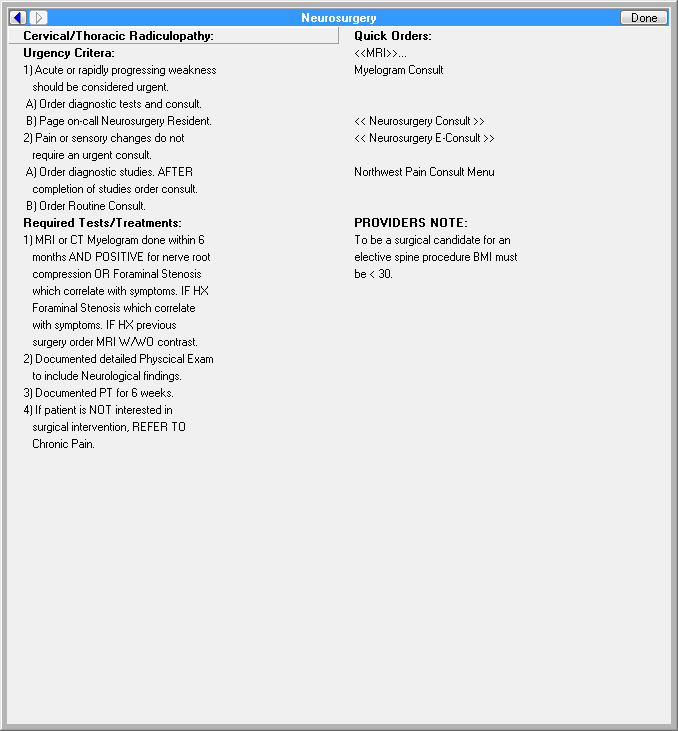 Neurosurgery
Done
Cervical/Thoracic Radiculopathy:
Urgency Critera:
1) Acute or rapidly progressing weakness
should be considered urgent.
A) Order diagnostic tests and consult.
B) Page on-call Neurosurgery Resident.
2) Pain or sensory changes do not
require an urgent consult.
A) Order diagnostic studies. AFTER
completion of studies order consult.
B) Order Routine Consult.
Required Tests/Treatments:
1) MRI or CT Myelogram done within 6
months AND POSITIVE for nerve root
compression OR Foraminal Stenosis
which correlate with symptoms. IF HX
Foraminal Stenosis which correlate
with symptoms. IF HX previous
surgery order MRI W/WO contrast.
2) Documented detailed Physcical Exam
to include Neurological findings.
3) Documented PT for 6 weeks.
4) If patient is NOT interested in
surgical intervention, REFER TO
Chronic Pain.
Quick Orders:
<<MRI>>...
Myelogram Consult
<< Neurosurgery Consult >>
<< Neurosurgery E-Consult >>
Northwest Pain Consult Menu
PROVIDERS NOTE:
To be a surgical candidate for an
elective spine procedure BMI must
be < 30.